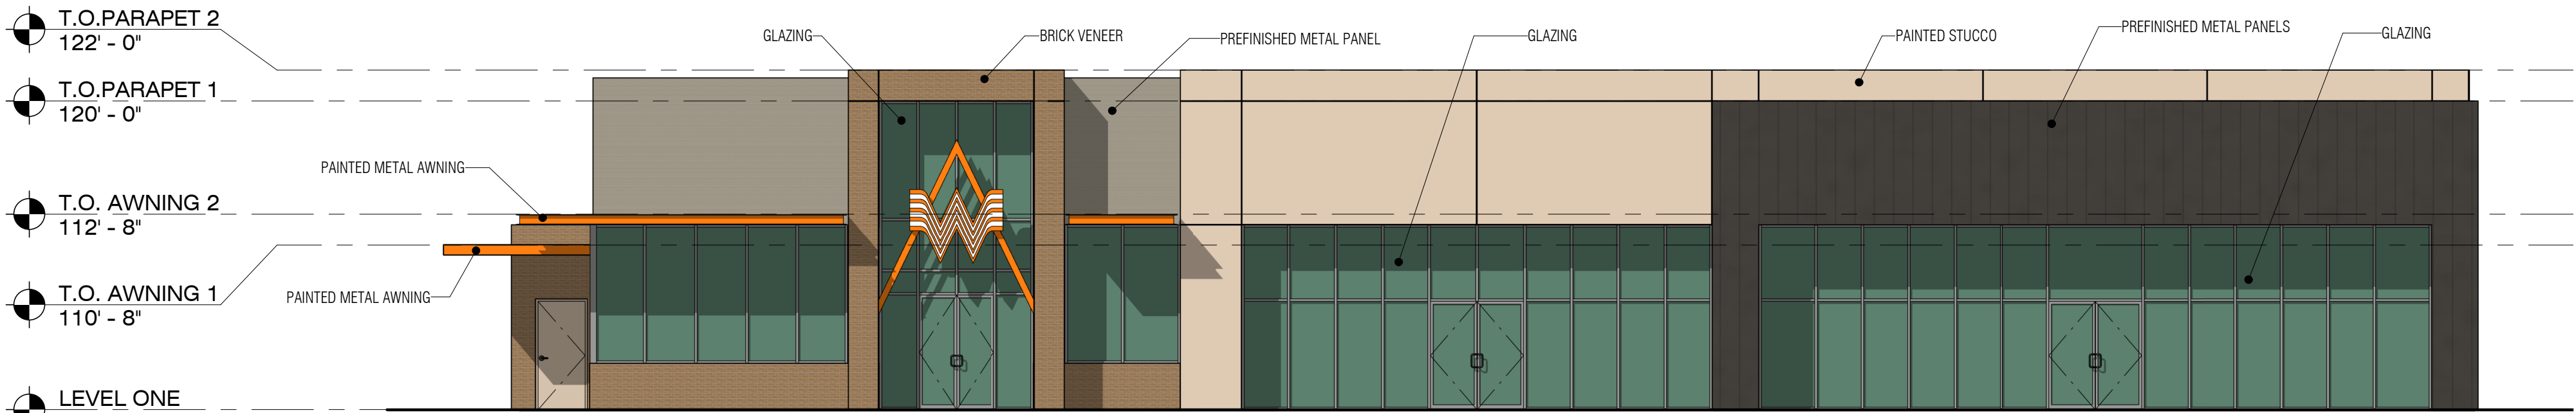 T.O.PARAPET 2
122' - 0"
T.O.PARAPET 1
120' - 0"
T.O. AWNING 2
112' - 8"
T.O. AWNING 1
110' - 8"
LEVEL ONE
GLAZING
BRICK VENEER
PREFINISHED METAL PANEL
GLAZING
PAINTED STUCCO
PREFINISHED METAL PANELS
GLAZING
PAINTED METAL AWNING
PAINTED METAL AWNING